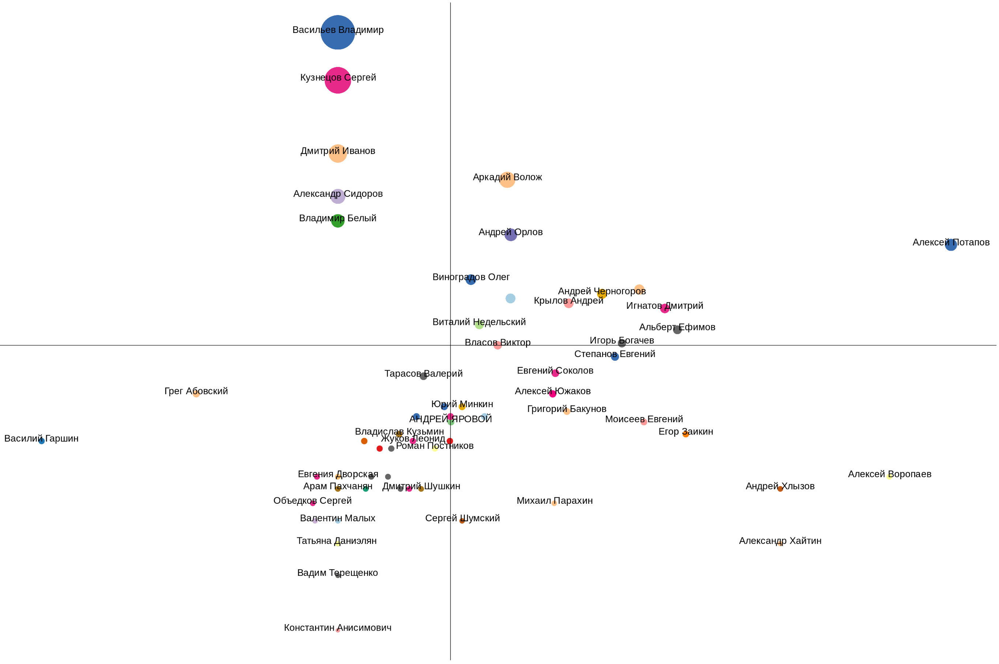 Васильев Владимир
Кузнецов Сергей
Дмитрий Иванов
Аркадий Волож
Александр Сидоров
Владимир Белый
Андрей Орлов
Алексей Потапов
Виноградов Олег
Андрей Черногоров
Крылов Андрей
Игнатов Дмитрий
Виталий Недельский
Альберт Ефимов
Игорь Богачев
Власов Виктор
Степанов Евгений
Евгений Соколов
Тарасов Валерий
Грег Абовский
Алексей Южаков
Юрий Минкин
Григорий Бакунов
АНДРЕЙ ЯРОВОЙ
Моисеев Евгений
Владислав Кузьмин
Егор Заикин
Василий Гаршин
Жуков Леонид
Роман Постников
Евгения Дворская
Алексей Воропаев
Арам Пахчанян
Дмитрий Шушкин
Андрей Хлызов
Объедков Сергей
Михаил Парахин
Валентин Малых
Сергей Шумский
Татьяна Даниэлян
Александр Хайтин
Вадим Терещенко
Константин Анисимович